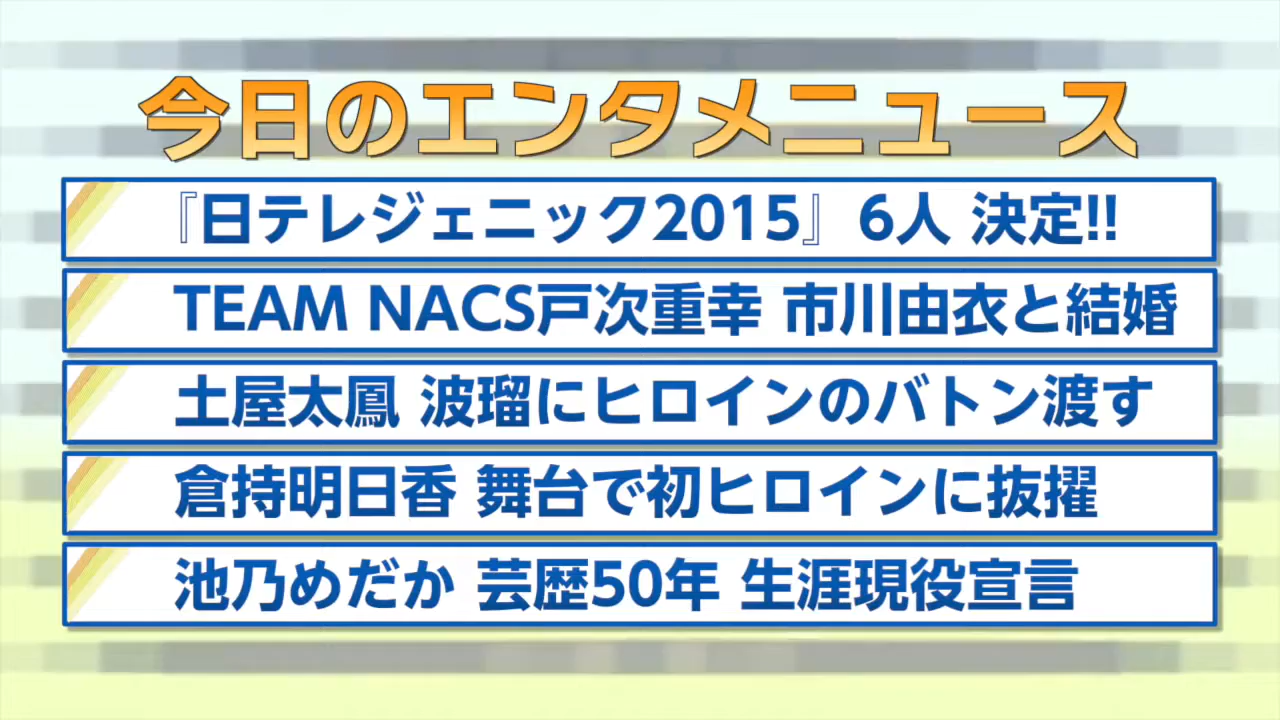 今日のエンタメニュース
『日テレジェニック2015』6人 決定!!
TEAM NACS戸次重幸 市川由衣と結婚
土屋太鳳 波瑠にヒロインのバトン渡す
倉持明日香 舞台で初ヒロインに抜擢
池乃めだか 芸歴50年 生涯現役宣言